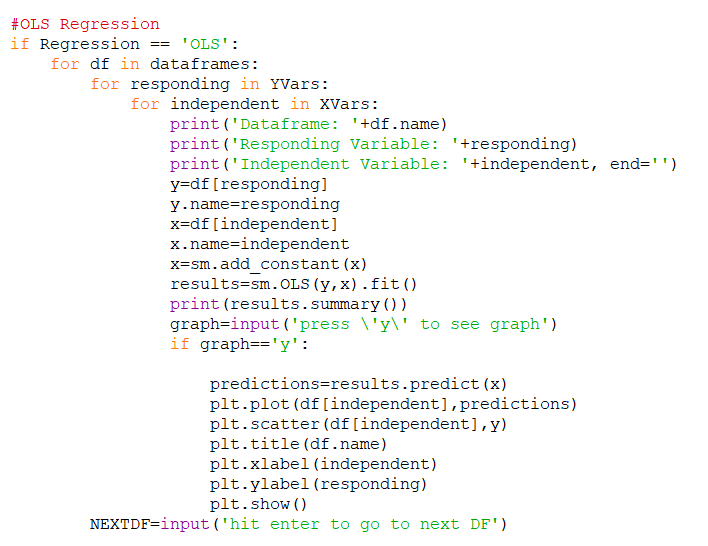 #OLS Regression
if Regression == 'OLS':
    for df in dataframes:
        for responding in YVars:
            for independent in XVars:
                print('Dataframe: '+df.name)
                print('Responding Variable: '+responding)
                print('Independent Variable: '+independent, end='')
                y=df[responding]
                y.name=responding
                x=df[independent]
                x.name=independent
                x=sm.add_constant(x)
                results=sm.OLS(y,x).fit()
                print(results.summary())
                graph=input('press \'y\' to see graph')
                if graph=='y':

                    predictions=results.predict(x)
                    plt.plot(df[independent],predictions)
                    plt.scatter(df[independent],y)
                    plt.title(df.name)
                    plt.xlabel(independent)
                    plt.ylabel(responding)
                    plt.show()
        NEXTDF=input('hit enter to go to next DF')